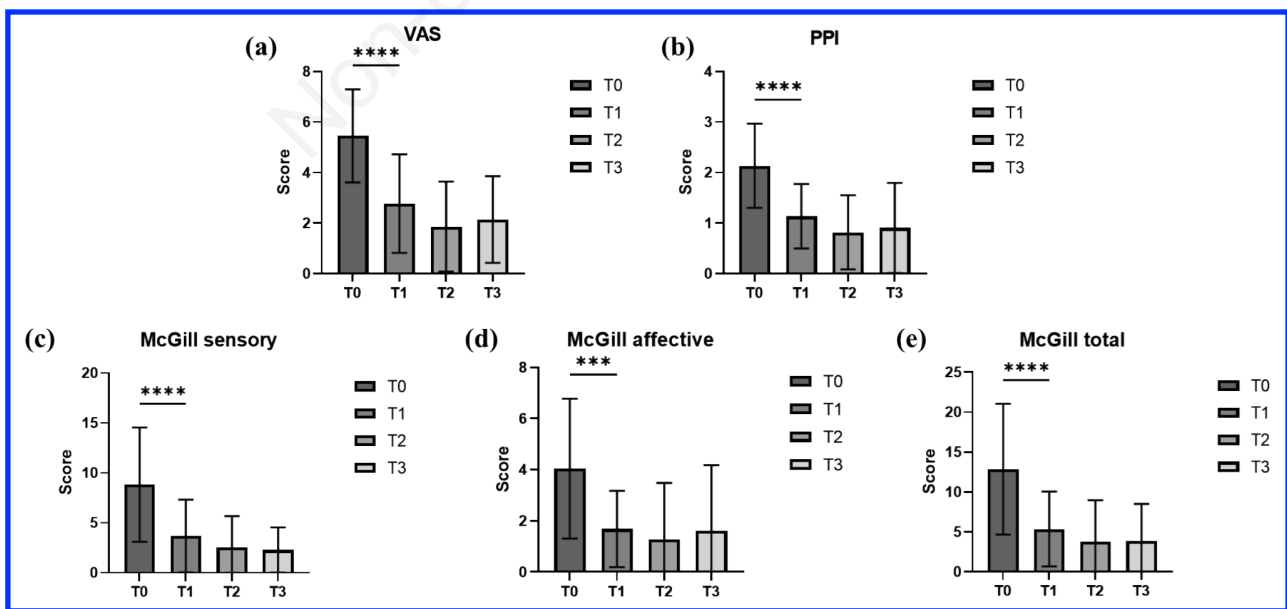 (a)
VAS
****
8
6
4
2
0
Score
T0 T1 T2 T3
T0
T1
T2
T3
(b)
PPI
****
4
3
2
1
0
Score
T0 T1 T2 T3
T0
T1
T2
T3
(c)
McGill sensory
****
20
15
10
5
0
Score
T0 T1 T2 T3
T0
T1
T2
T3
(d)
McGill affective
***
8
6
4
2
0
Score
T0 T1 T2 T3
T0
T1
T2
T3
(e)
McGill total
****
25
20
15
10
5
0
Score
T0 T1 T2 T3
T0
T1
T2
T3